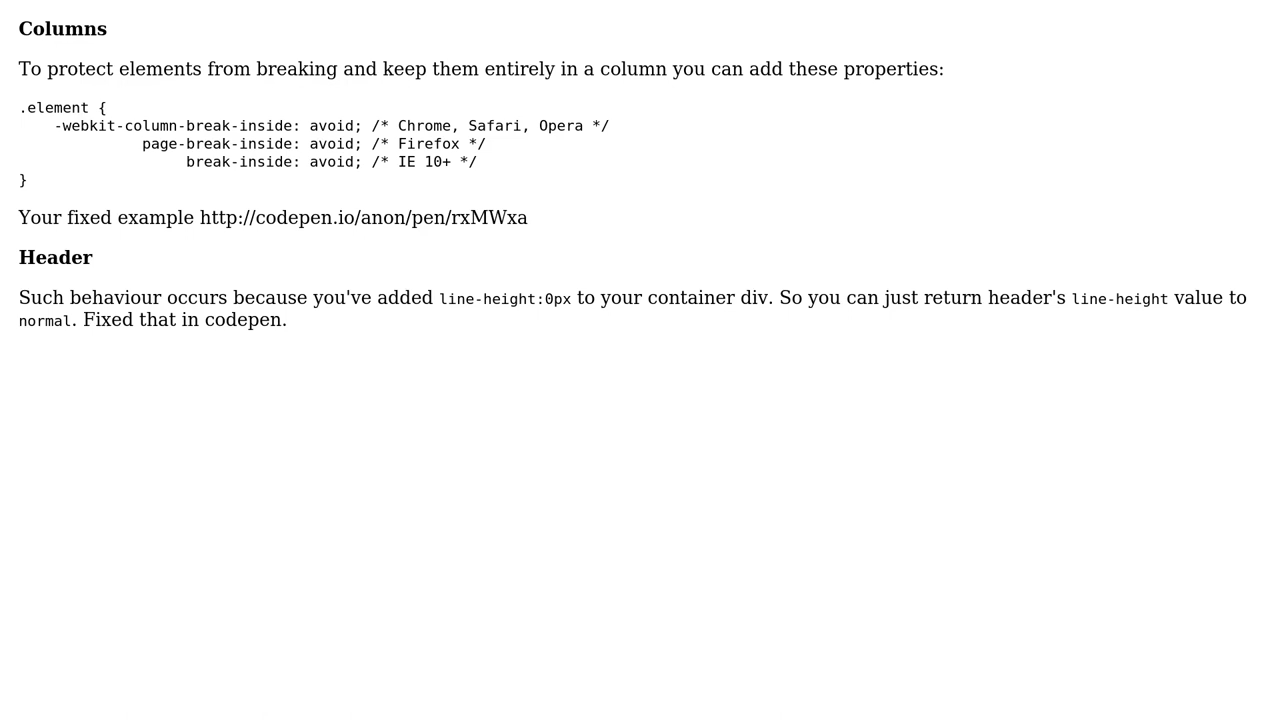 Columns
To protect elements from breaking and keep them entirely in a column you can add these properties:
.element {
    -webkit-column-break-inside: avoid; /* Chrome, Safari, Opera */
              page-break-inside: avoid; /* Firefox */
                   break-inside: avoid; /* IE 10+ */
}
Your fixed example http://codepen.io/anon/pen/rxMWxa
Header
Such behaviour occurs because you've added line-height:0px to your container div. So you can just return header's line-height value to
normal. Fixed that in codepen.